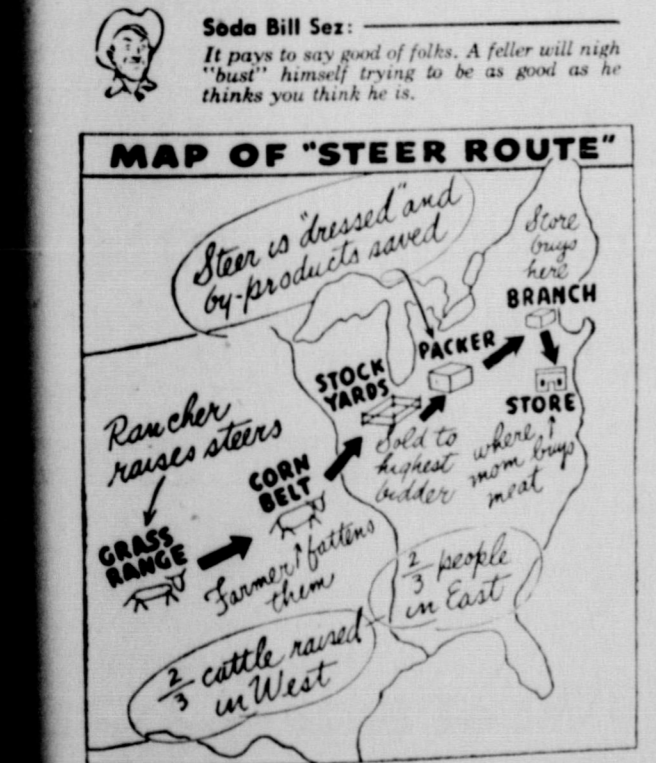 Soda Bill Sez:
It pays to say good of folks. A feller will nigh
"bust" himself trying to be as good as he
thinks you think he is.
MAP OF "STEER ROUTE"
Steer is "dressed" and
by-products saved
Store
buys
here
BRANCH
PACKER
STOCK
YARDS
STORE
Rancher
raises steers
Sold to
highest
bidder
where
mom buys
meat
CORN
BELT
GRASS
RANGE
Farmer fattens
them
2/3 people
in East
2/3 cattle raised
in West